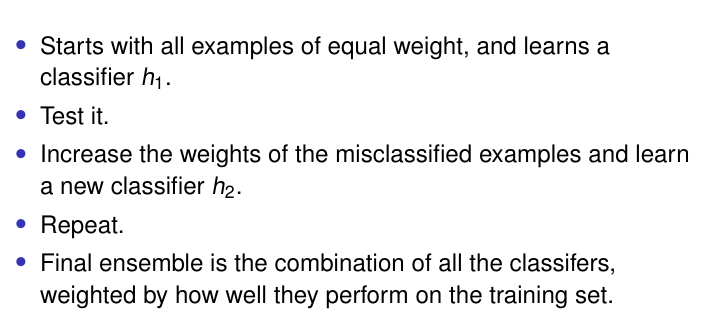 • Starts with all examples of equal weight, and learns a
classifier h₁.
• Test it.
• Increase the weights of the misclassified examples and learn
a new classifier h₂.
• Repeat.
• Final ensemble is the combination of all the classifers,
weighted by how well they perform on the training set.